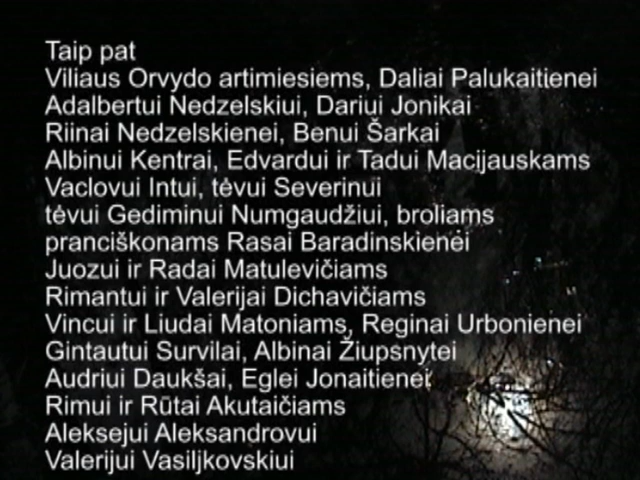 Taip pat
Viliaus Orvydo artimiesiems, Daliai Palukaitienei
Adalbertui Nedzelskiui, Dariui Jonikai
Riinai Nedzelskienei, Benui Šarkai
Albinui Kentrai, Edvardui ir Tadui Macijauskams
Vaclovui Intui, tėvui Severinui
tėvui Gediminui Numgaudžiui, broliams
pranciškonams Rasai Baradinskienei
Juozui ir Radai Matulevičiams
Rimantui ir Valerijai Dichavičiams
Vincui ir Liudai Matoniams, Reginai Urbonienei
Gintautui Survilai, Albinai Žiupsnytei
Audriui Daukšai, Eglei Jonaitienei
Rimui ir Rūtai Akutaičiams
Aleksejui Aleksandrovui
Valerijui Vasiljkovskiui